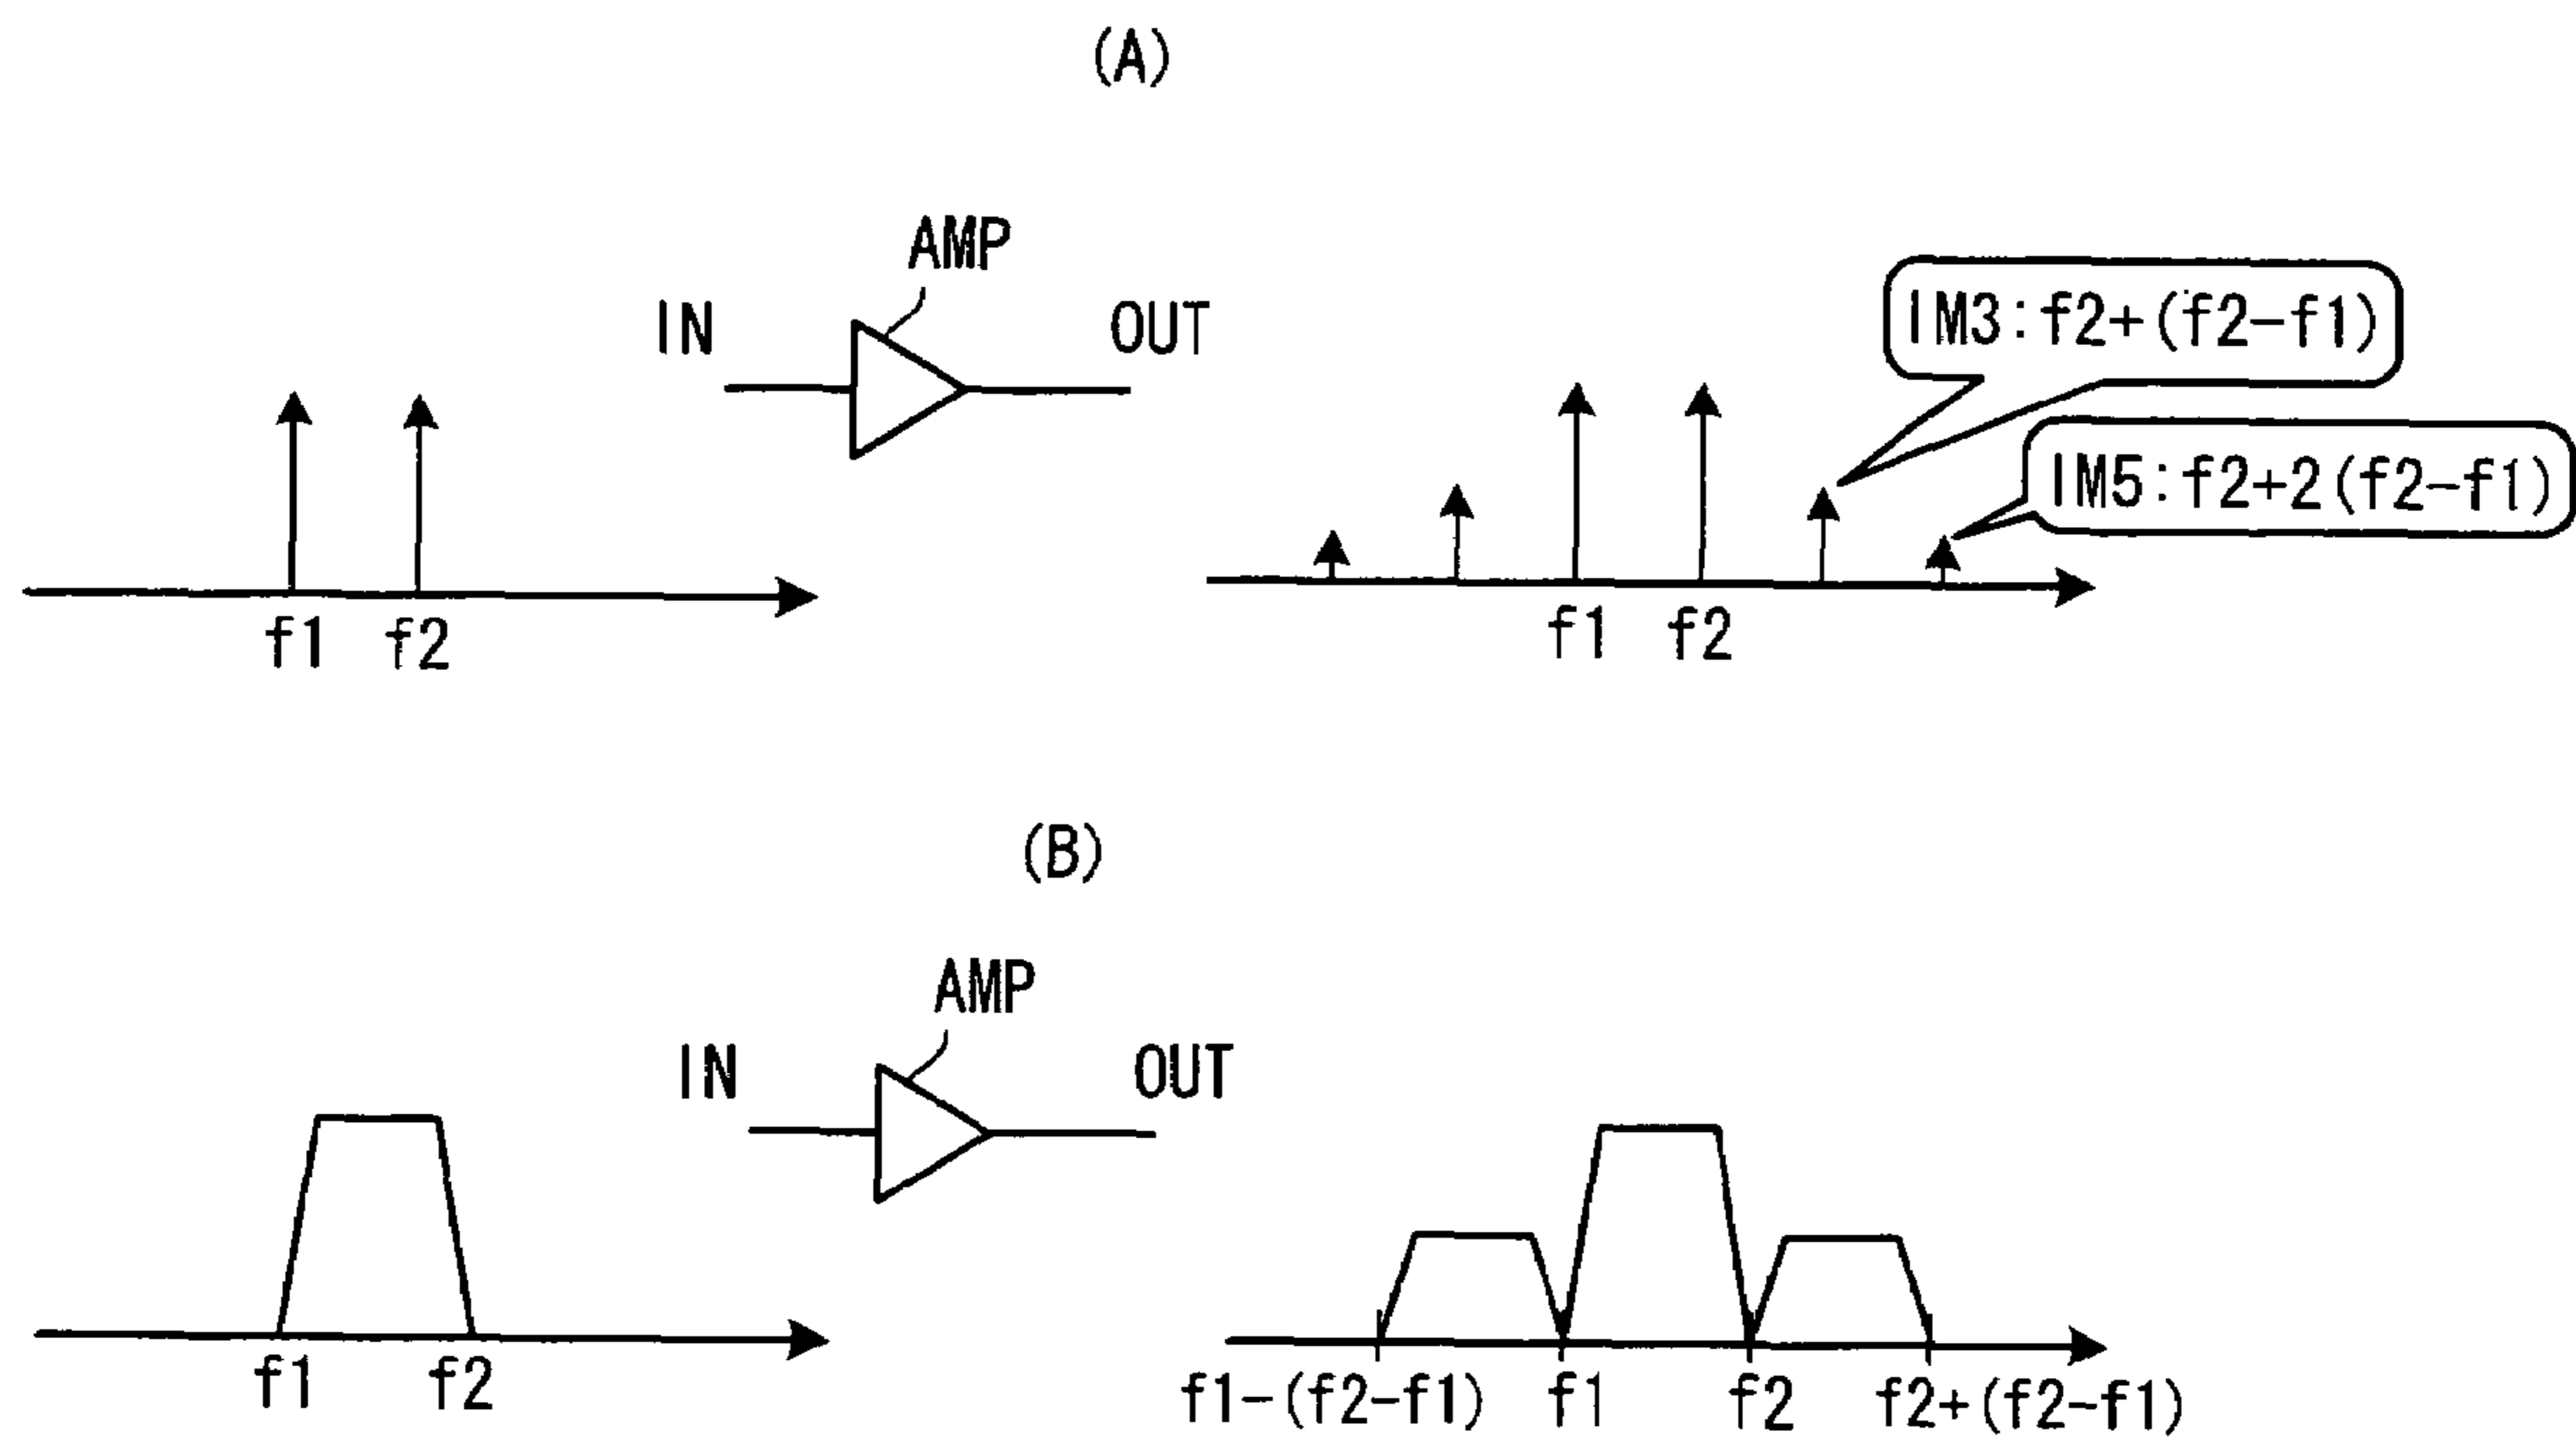 (A)
AMP
IN
OUT
IM3:f2+(f2-f1)
IM5:f2+2(f2-f1)
f1
f2
f1
f2
(B)
AMP
IN
OUT
f1
f2
f1-(f2-f1)
f1
f2
f2+(f2-f1)